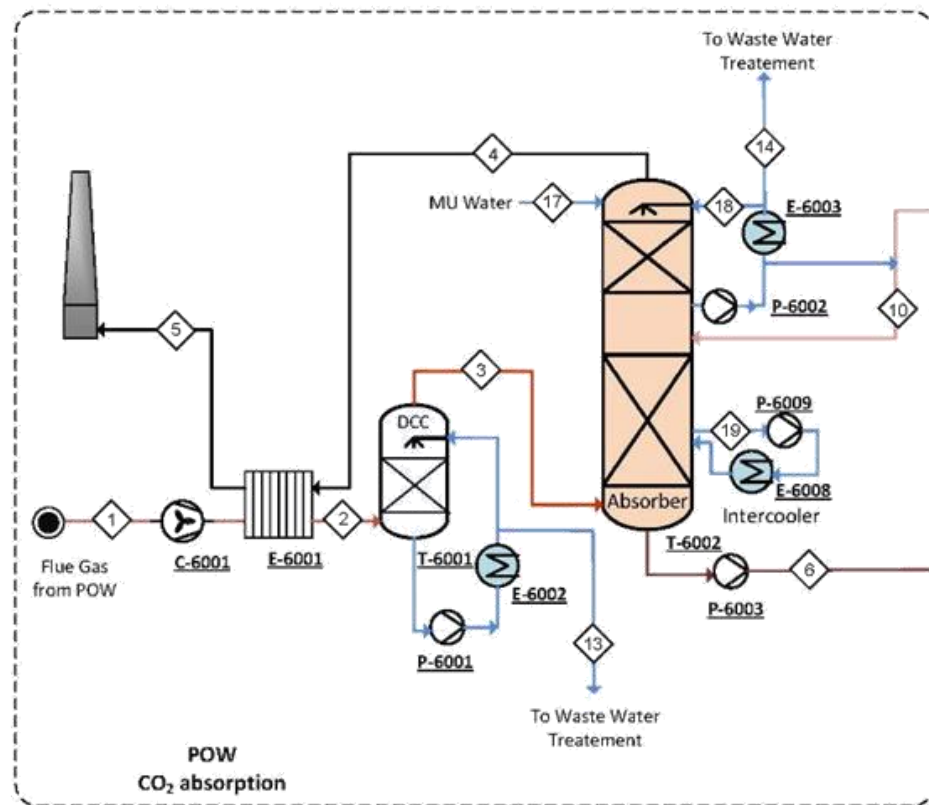 To Waste Water
Treatement
14
4
MU Water
17
18
E-6003
P-6002
10
5
3
DCC
P-6009
19
E-6008
Absorber
Intercooler
1
2
C-6001
E-6001
Flue Gas
from POW
T-6001
E-6002
T-6002
6
P-6003
P-6001
13
To Waste Water
Treatement
POW
CO₂ absorption